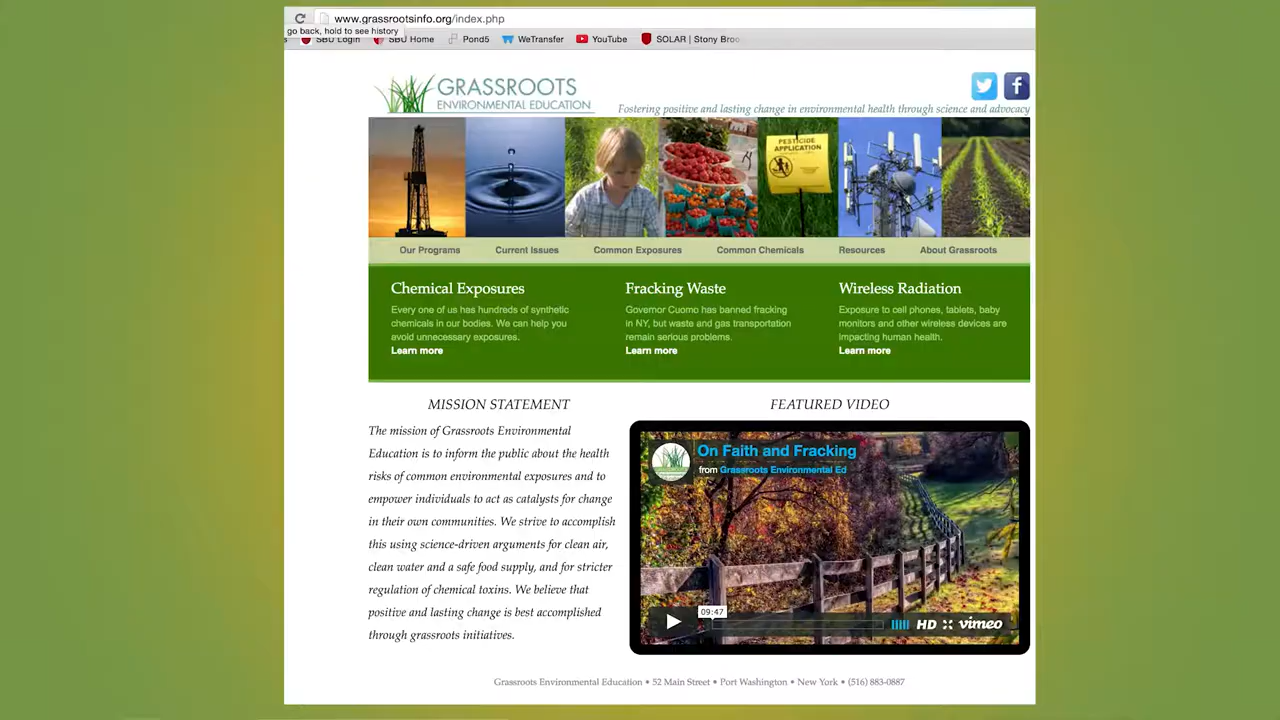 www.grassrootsinfo.org/index.php
go back, hold to see history
SBU Login SBU Home Pond5 WeTransfer YouTube SOLAR | Stony Broo
GRASSROOTS
ENVIRONMENTAL EDUCATION
Fostering positive and lasting change in environmental health through science and advocacy
PESTICIDE
APPLICATION
Our Programs Current Issues Common Exposures Common Chemicals Resources About Grassroots
Chemical Exposures
Every one of us has hundreds of synthetic
chemicals in our bodies. We can help you
avoid unnecessary exposures.
Learn more
Fracking Waste
Governor Cuomo has banned fracking
in NY, but waste and gas transportation
remain serious problems.
Learn more
Wireless Radiation
Exposure to cell phones, tablets, baby
monitors and other wireless devices are
impacting human health.
Learn more
MISSION STATEMENT
The mission of Grassroots Environmental
Education is to inform the public about the health
risks of common environmental exposures and to
empower individuals to act as catalysts for change
in their own communities. We strive to accomplish
this using science-driven arguments for clean air,
clean water and a safe food supply, and for stricter
regulation of chemical toxins. We believe that
positive and lasting change is best accomplished
through grassroots initiatives.
FEATURED VIDEO
On Faith and Fracking
from Grassroots Environmental Ed
09:47
HD vimeo
Grassroots Environmental Education • 52 Main Street • Port Washington • New York • (516) 883-0887